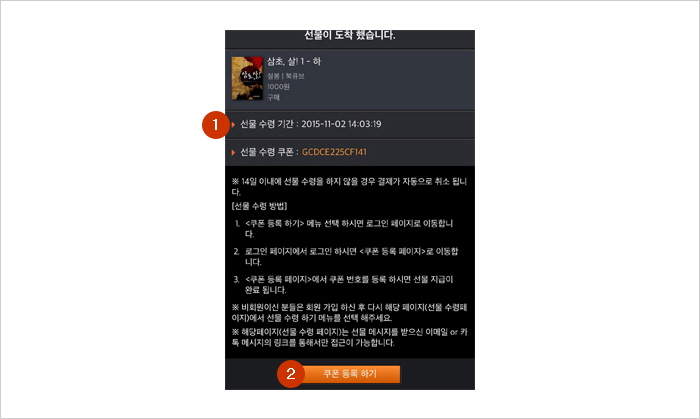 선물이 도착 했습니다.
삼초, 살! 1 - 하
설봉 | 북큐브
1000원
구매
1
선물 수령 기간 : 2015-11-02 14:03:19
선물 수령 쿠폰 : GCDCE225CF141
※ 14일 이내에 선물 수령을 하지 않을 경우 결제가 자동으로 취소 됩니
다.
[선물 수령 방법]
1. <쿠폰 등록 하기> 메뉴 선택 하시면 로그인 페이지로 이동합니
다.
2. 로그인 페이지에서 로그인 하시면 <쿠폰 등록 페이지>로 이동합
니다.
3. <쿠폰 등록 페이지>에서 쿠폰 번호를 등록 하시면 선물 지급이
완료 됩니다.
※ 비회원이신 분들은 회원 가입 하신 후 다시 해당 페이지(선물 수령페
이지)에서 선물 수령 하기 메뉴를 선택 해주세요.
※ 해당페이지(선물 수령 페이지)는 선물 메시지를 받으신 이메일 or 카
톡 메시지의 링크를 통해서만 접근이 가능합니다.
2
쿠폰 등록 하기